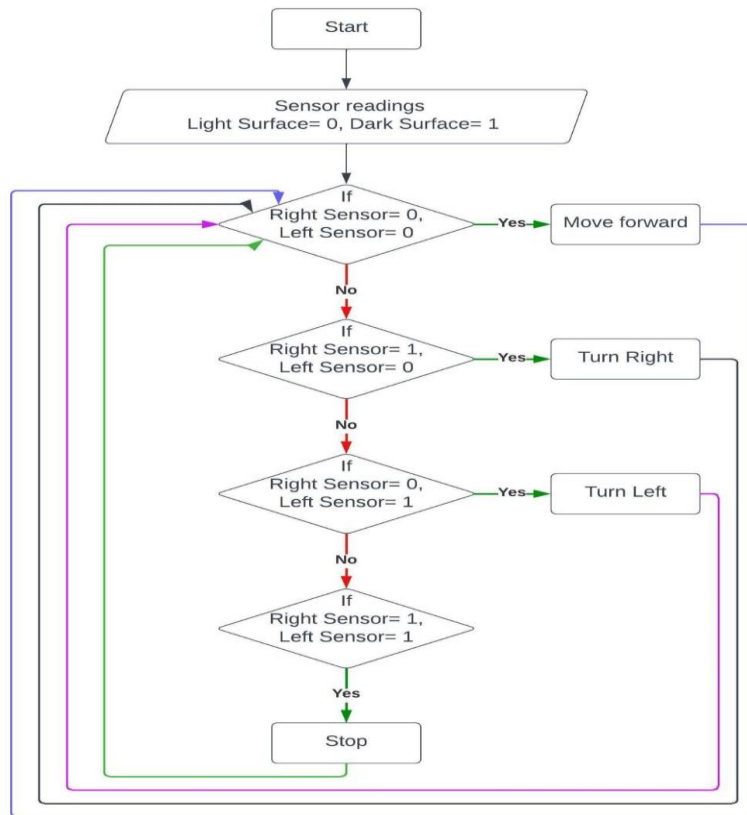 Start
Sensor readings
Light Surface= 0, Dark Surface= 1
If
Right Sensor= 0,
Left Sensor= 0
Yes
Move forward
No
If
Right Sensor= 1,
Left Sensor= 0
Yes
Turn Right
No
If
Right Sensor= 0,
Left Sensor= 1
Yes
Turn Left
No
If
Right Sensor= 1,
Left Sensor= 1
Yes
Stop